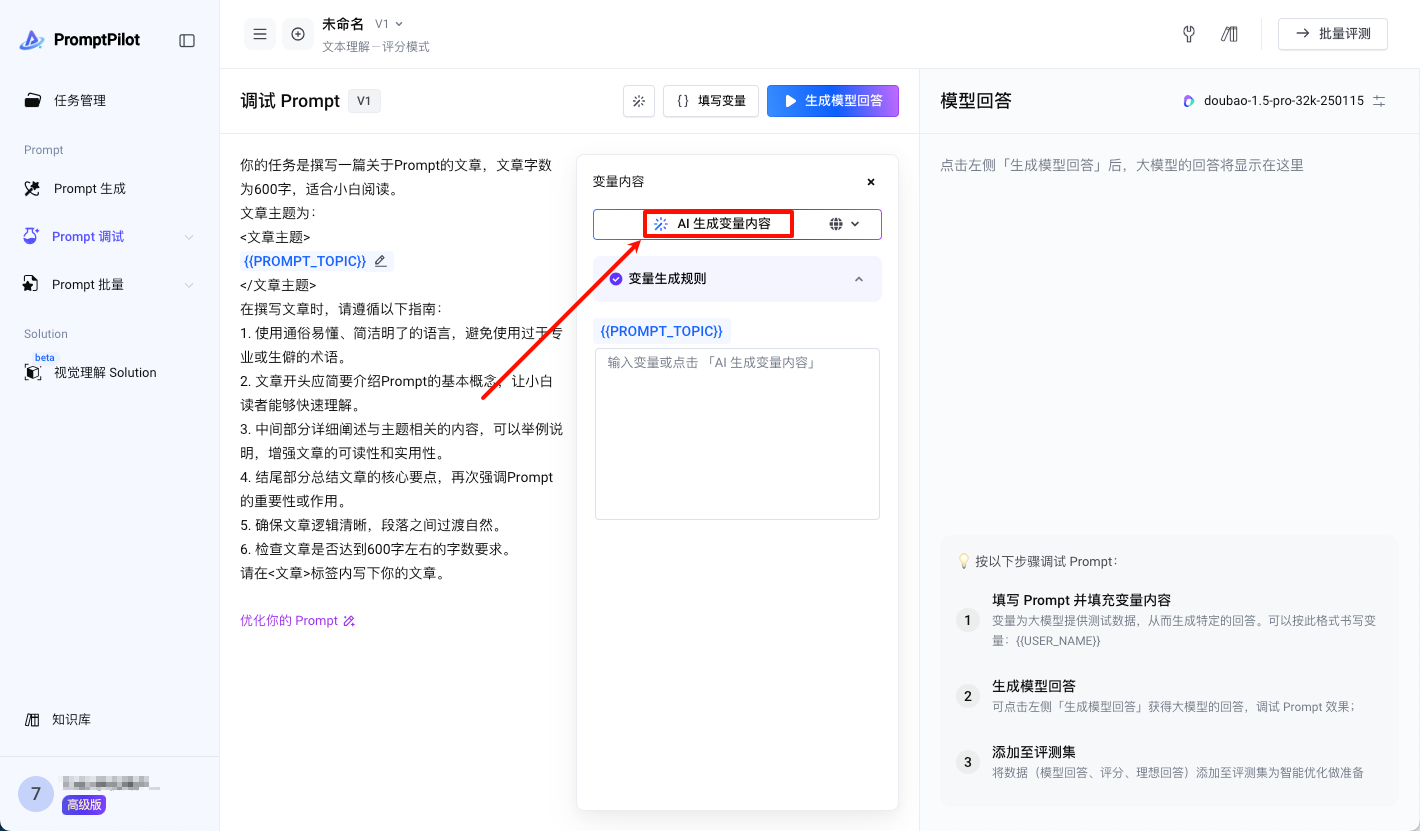 PromptPilot
任务管理
Prompt
Prompt 生成
Prompt 调试
Prompt 批量
Solution
beta
视觉理解 Solution
知识库
7
高级版
未命名 V1
文本理解－评分模式
批量评测
调试 Prompt V1
{} 填写变量
生成模型回答
你的任务是撰写一篇关于Prompt的文章，文章字数
为600字，适合小白阅读。
文章主题为：
<文章主题>
{{PROMPT_TOPIC}}
</文章主题>
在撰写文章时，请遵循以下指南：
1. 使用通俗易懂、简洁明了的语言，避免使用过于专
业或生僻的术语。
2. 文章开头应简要介绍Prompt的基本概念，让小白
读者能够快速理解。
3. 中间部分详细阐述与主题相关的内容，可以举例说
明，增强文章的可读性和实用性。
4. 结尾部分总结文章的核心要点，再次强调Prompt
的重要性或作用。
5. 确保文章逻辑清晰，段落之间过渡自然。
6. 检查文章是否达到600字左右的字数要求。
请在<文章>标签内写下你的文章。
优化你的 Prompt
变量内容
AI 生成变量内容
变量生成规则
{{PROMPT_TOPIC}}
输入变量或点击 「AI 生成变量内容」
模型回答
doubao-1.5-pro-32k-250115
点击左侧「生成模型回答」后，大模型的回答将显示在这里
按以下步骤调试 Prompt：
1
填写 Prompt 并填充变量内容
变量为大模型提供测试数据，从而生成特定的回答。可以按此格式书写变
量：{{USER_NAME}}
2
生成模型回答
可点击左侧「生成模型回答」获得大模型的回答，调试 Prompt 效果；
3
添加至评测集
将数据（模型回答、评分、理想回答）添加至评测集为智能优化做准备